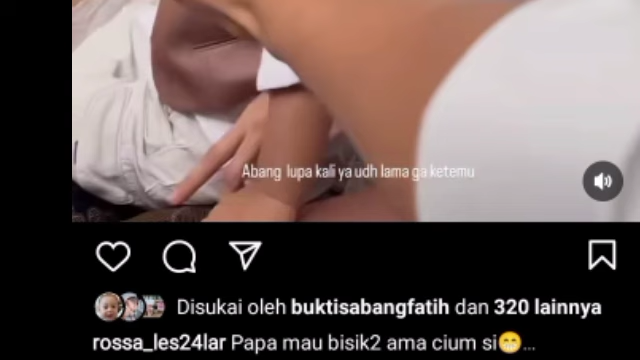 Abang lupa kali ya udh lama ga ketemu
Disukai oleh buktisabangfatih dan 320 lainnya
rossa_les24lar Papa mau bisik2 ama cium si😁...